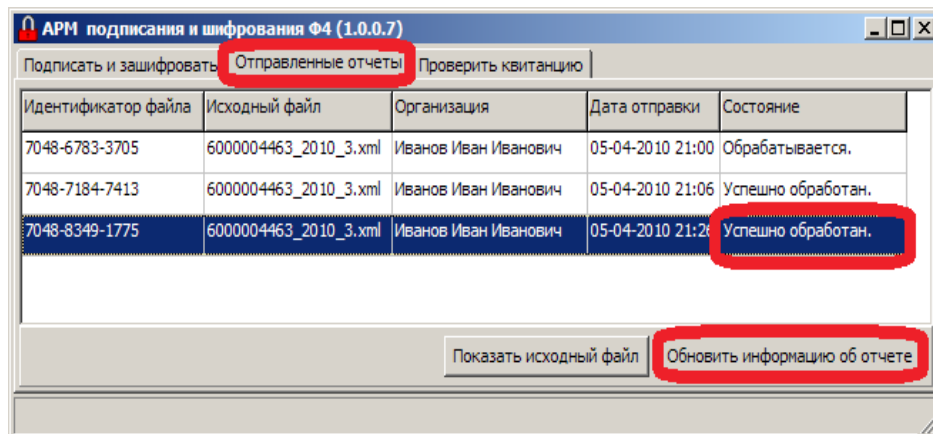 АРМ подписания и шифрования Ф4 (1.0.0.7)
Подписать и зашифровать Отправленные отчеты Проверить квитанцию
Идентификатор файла Исходный файл Организация Дата отправки Состояние
7048-6783-3705 6000004463_2010_3.xml Иванов Иван Иванович 05-04-2010 21:00 Обрабатывается.
7048-7184-7413 6000004463_2010_3.xml Иванов Иван Иванович 05-04-2010 21:06 Успешно обработан.
7048-8349-1775 6000004463_2010_3.xml Иванов Иван Иванович 05-04-2010 21:26 Успешно обработан.
Показать исходный файл Обновить информацию об отчете